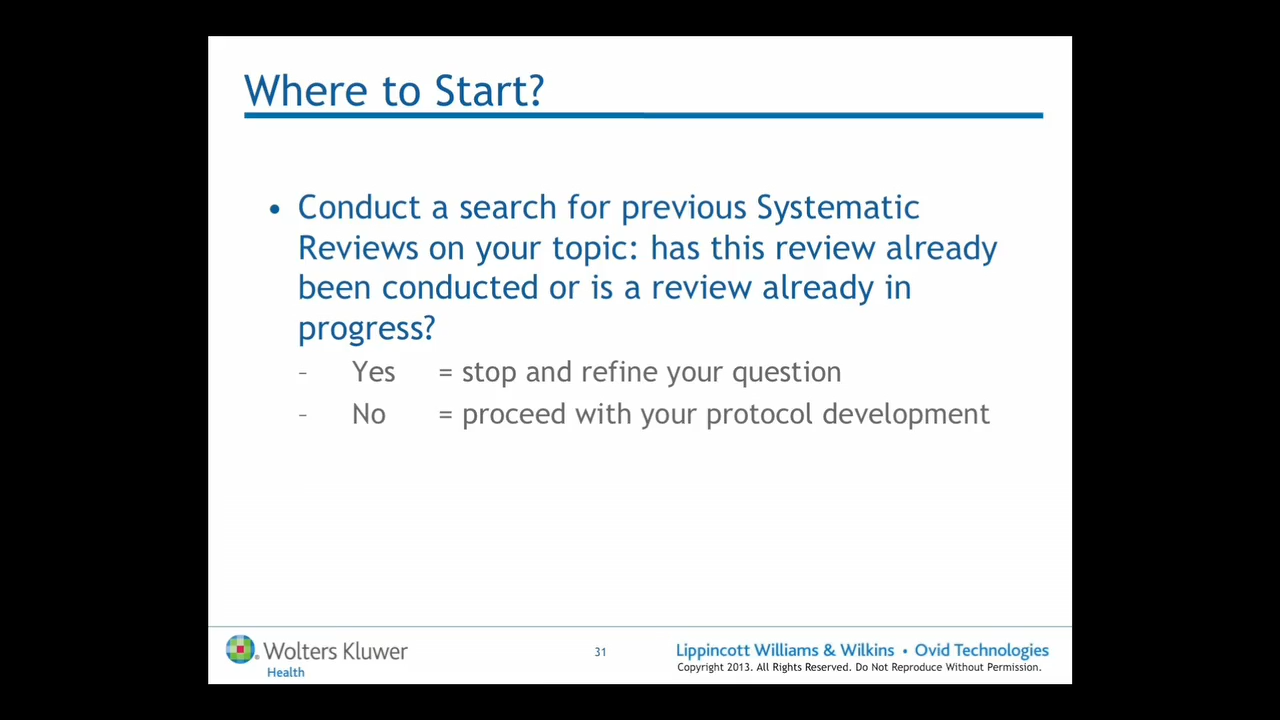 Where to Start?
• Conduct a search for previous Systematic
Reviews on your topic: has this review already
been conducted or is a review already in
progress?
– Yes = stop and refine your question
– No = proceed with your protocol development
Wolters Kluwer
Health
31
Lippincott Williams & Wilkins • Ovid Technologies
Copyright 2013. All Rights Reserved. Do Not Reproduce Without Permission.